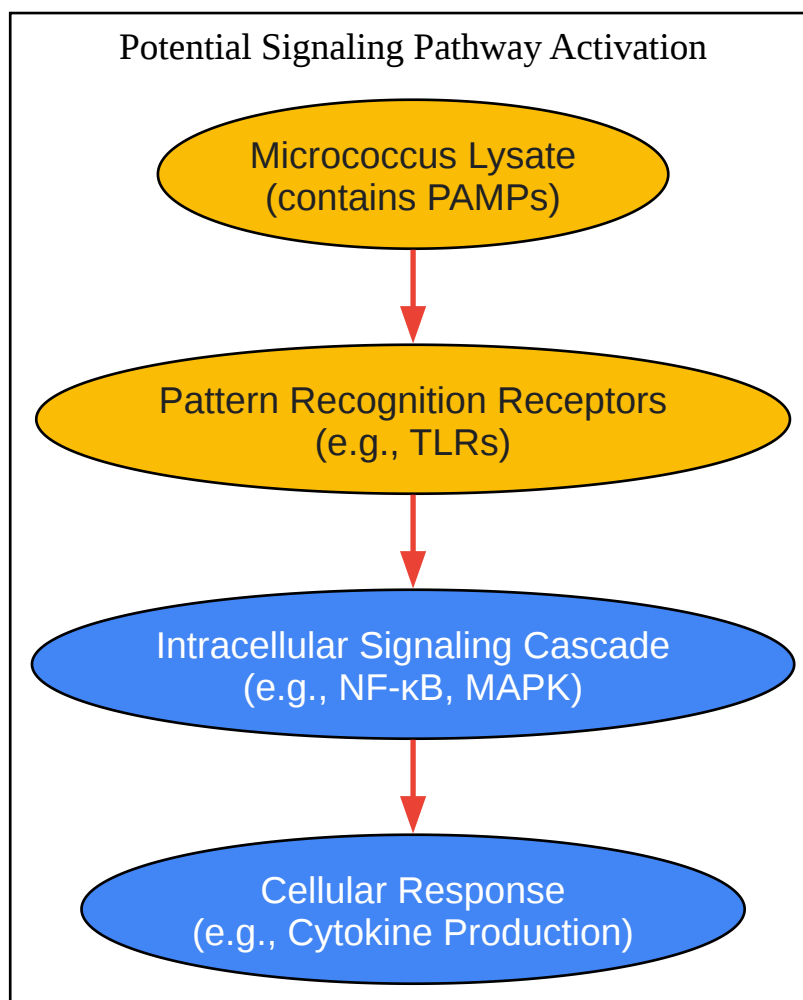 Potential Signaling Pathway Activation
Micrococcus Lysate
(contains PAMPs)
Pattern Recognition Receptors
(e.g., TLRs)
Intracellular Signaling Cascade
(e.g., NF-κB, MAPK)
Cellular Response
(e.g., Cytokine Production)